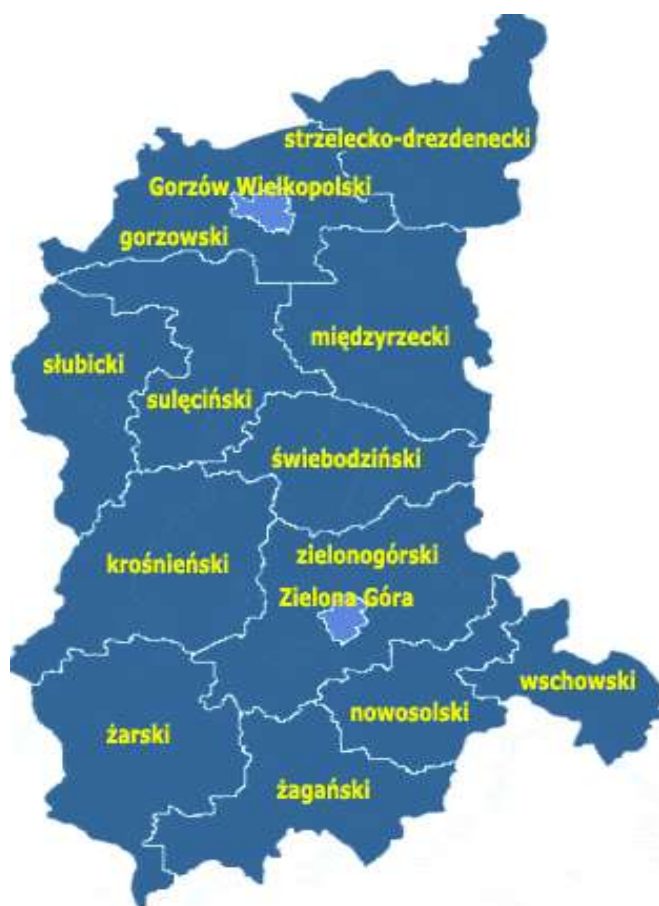 strzelecko-drezdenecki
Gorzów Wielkopolski
gorzowski
międzyrzecki
słubicki
sulęciński
świebodziński
zielonogórski
krośnieński
Zielona Góra
wschowski
nowosolski
żarski
żagański